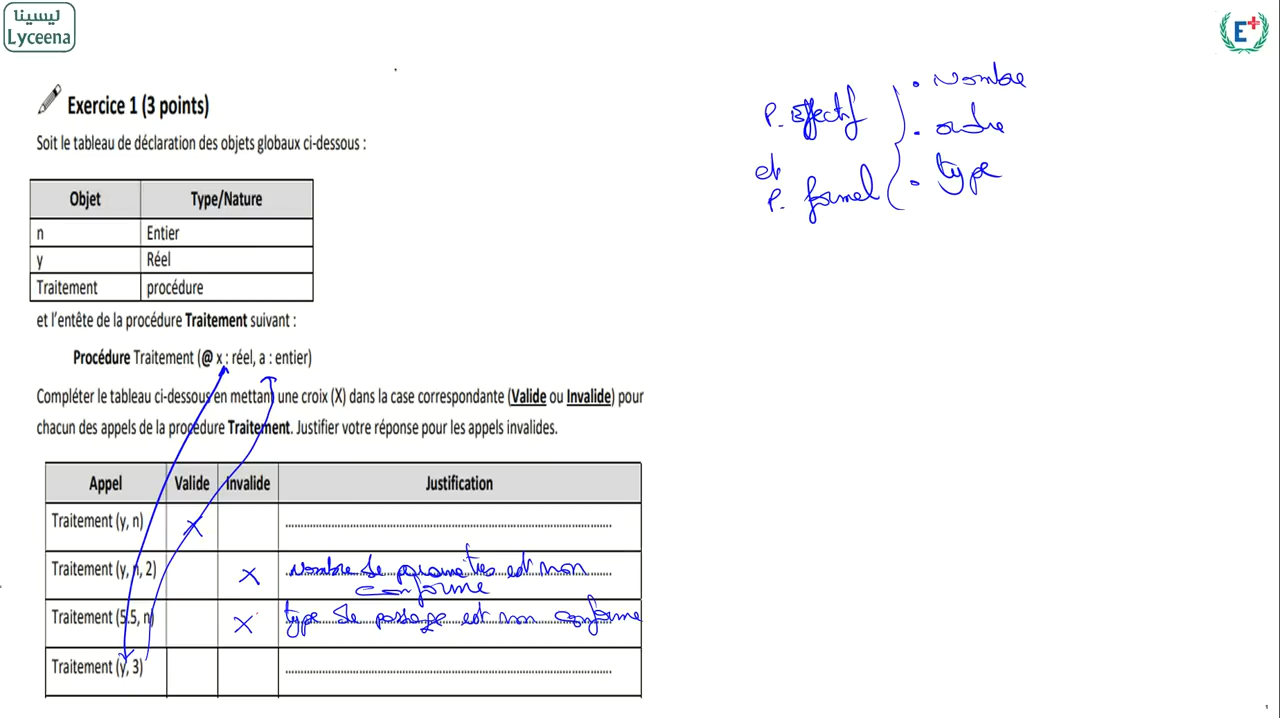 ليسينا
Lyceena
E+
Exercice 1 (3 points)
Soit le tableau de déclaration des objets globaux ci-dessous :
Objet Type/Nature
n Entier
y Réel
Traitement procédure
et l'entête de la procédure Traitement suivant :
Procédure Traitement (@ x : réel, a : entier)
Compléter le tableau ci-dessous en mettant une croix (X) dans la case correspondante (Valide ou Invalide) pour
chacun des appels de la procédure Traitement. Justifier votre réponse pour les appels invalides.
Appel Valide Invalide Justification
Traitement (y, n) X
Traitement (y, n, 2) X Nombre de parametres est non
conforme
Traitement (5.5, n) X type de passage est non conforme
Traitement (y, 3)
P. Effectif
et
P. formel
• Nombre
• ordre
• type